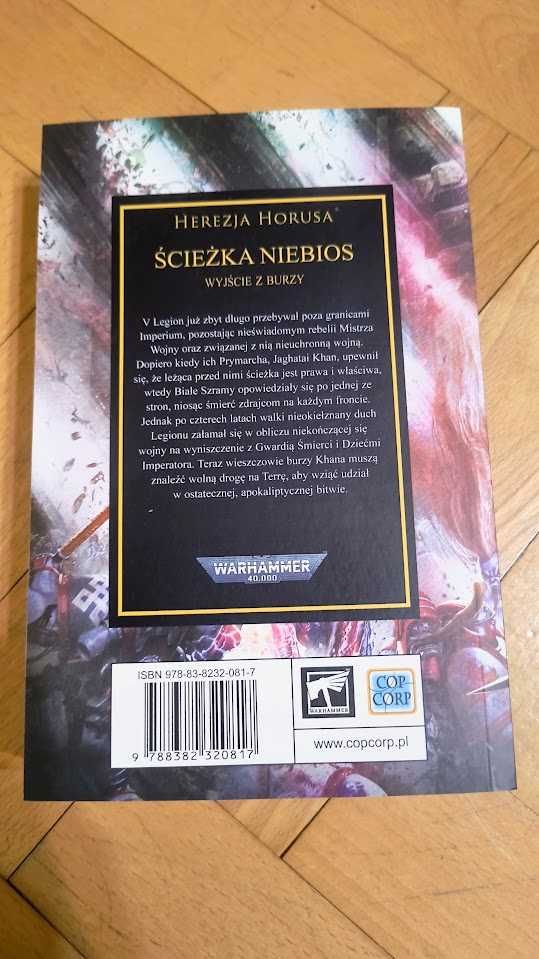 HEREZJA HORUSA
ŚCIEŻKA NIEBIOS
WYJŚCIE Z BURZY
V Legion już zbyt długo przebywał poza granicami
Imperium, pozostając nieświadomym rebelii Mistrza
Wojny oraz związanej z nią nieuchronną wojną.
Dopiero kiedy ich Prymarcha, Jaghatai Khan, upewnił
się, że leżąca przed nimi ścieżka jest prawa i właściwa,
wtedy Białe Szramy opowiedziały się po jednej ze
stron, niosąc śmierć zdrajcom na każdym froncie.
Jednak po czterech latach walki nieokiełznany duch
Legionu załamał się w obliczu niekończącej się
wojny na wyniszczenie z Gwardią Śmierci i Dziećmi
Imperatora. Teraz wieszczowie burzy Khana muszą
znaleźć wolną drogę na Terrę, aby wziąć udział
w ostatecznej, apokaliptycznej bitwie.
WARHAMMER
40,000
ISBN 978-83-8232-081-7
9 788382 320817
WARHAMMER
COP
CORP
www.copcorp.pl